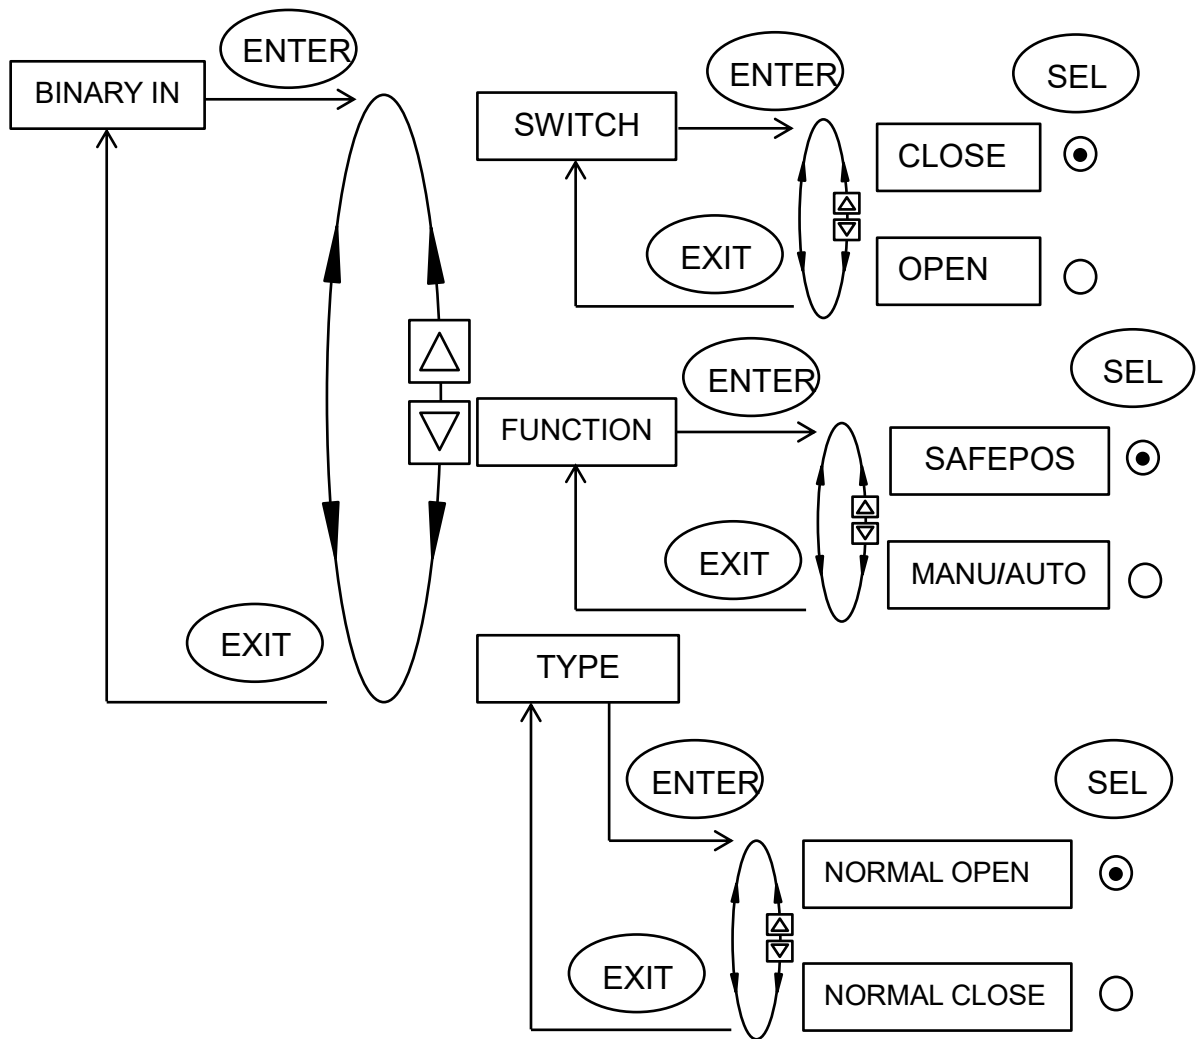 ENTER
BINARY IN
EXIT
SWITCH
ENTER
SEL
CLOSE
EXIT
OPEN
FUNCTION
ENTER
SEL
SAFEPOS
EXIT
MANU/AUTO
TYPE
ENTER
SEL
NORMAL OPEN
EXIT
NORMAL CLOSE